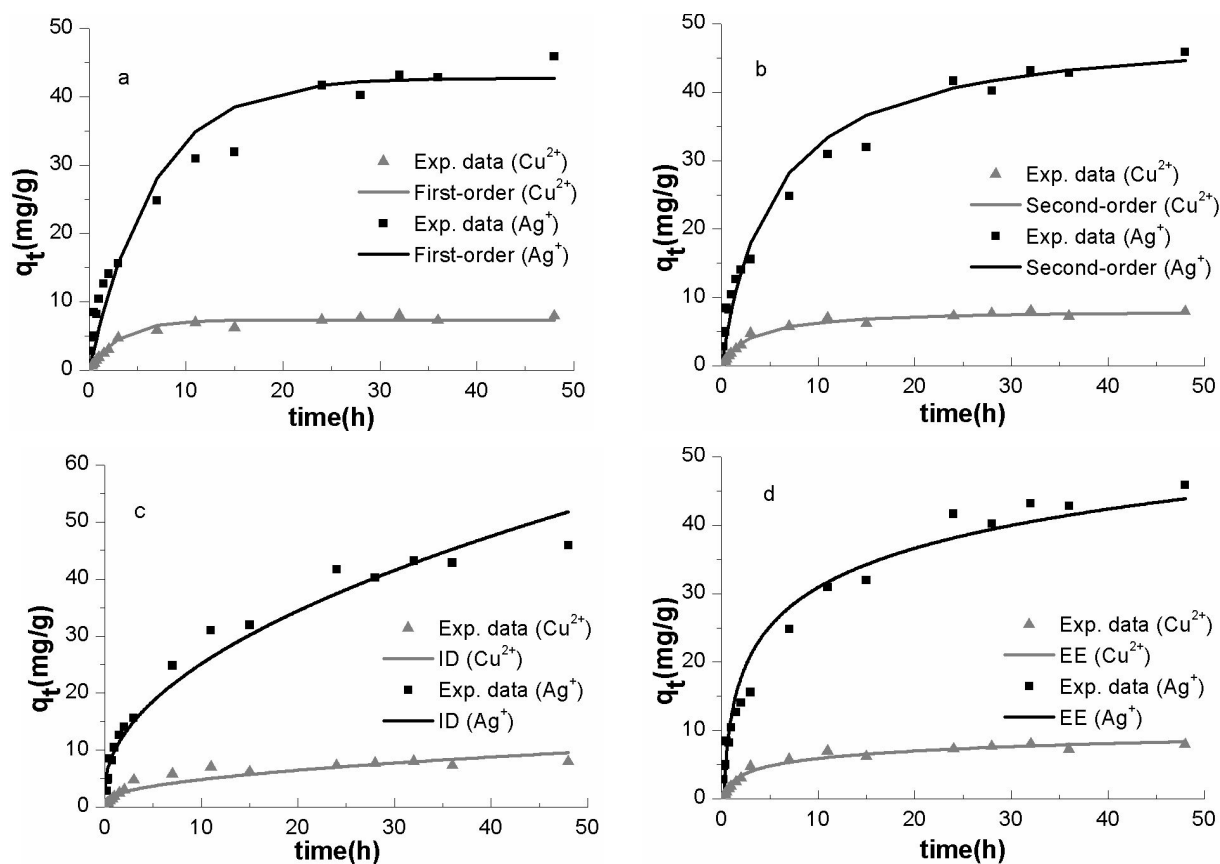 a
50
40
30
20
10
0
q_t(mg/g)
Exp. data (Cu²⁺)
First-order (Cu²⁺)
Exp. data (Ag⁺)
First-order (Ag⁺)
0 10 20 30 40 50
time(h)
b
50
40
30
20
10
0
q_t(mg/g)
Exp. data (Cu²⁺)
Second-order (Cu²⁺)
Exp. data (Ag⁺)
Second-order (Ag⁺)
0 10 20 30 40 50
time(h)
c
60
50
40
30
20
10
0
q_t(mg/g)
Exp. data (Cu²⁺)
ID (Cu²⁺)
Exp. data (Ag⁺)
ID (Ag⁺)
0 10 20 30 40 50
time(h)
d
50
40
30
20
10
0
q_t(mg/g)
Exp. data (Cu²⁺)
EE (Cu²⁺)
Exp. data (Ag⁺)
EE (Ag⁺)
0 10 20 30 40 50
time(h)